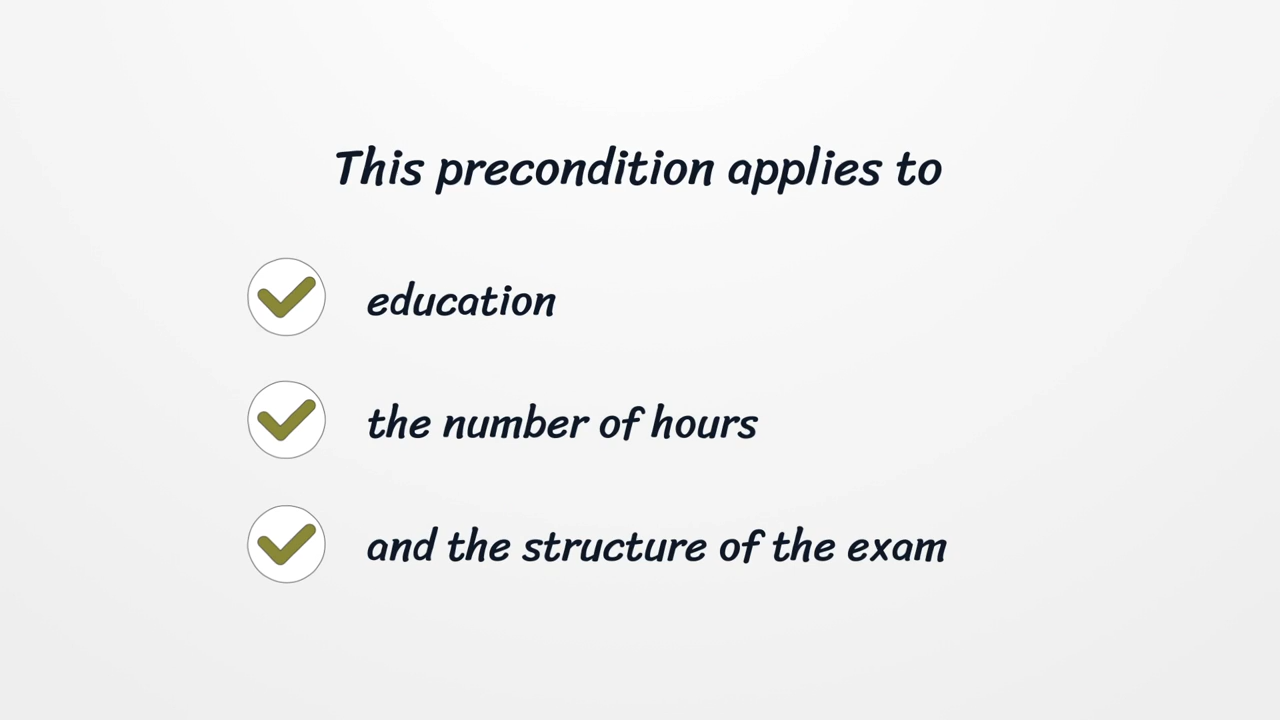 This precondition applies to
education
the number of hours
and the structure of the exam